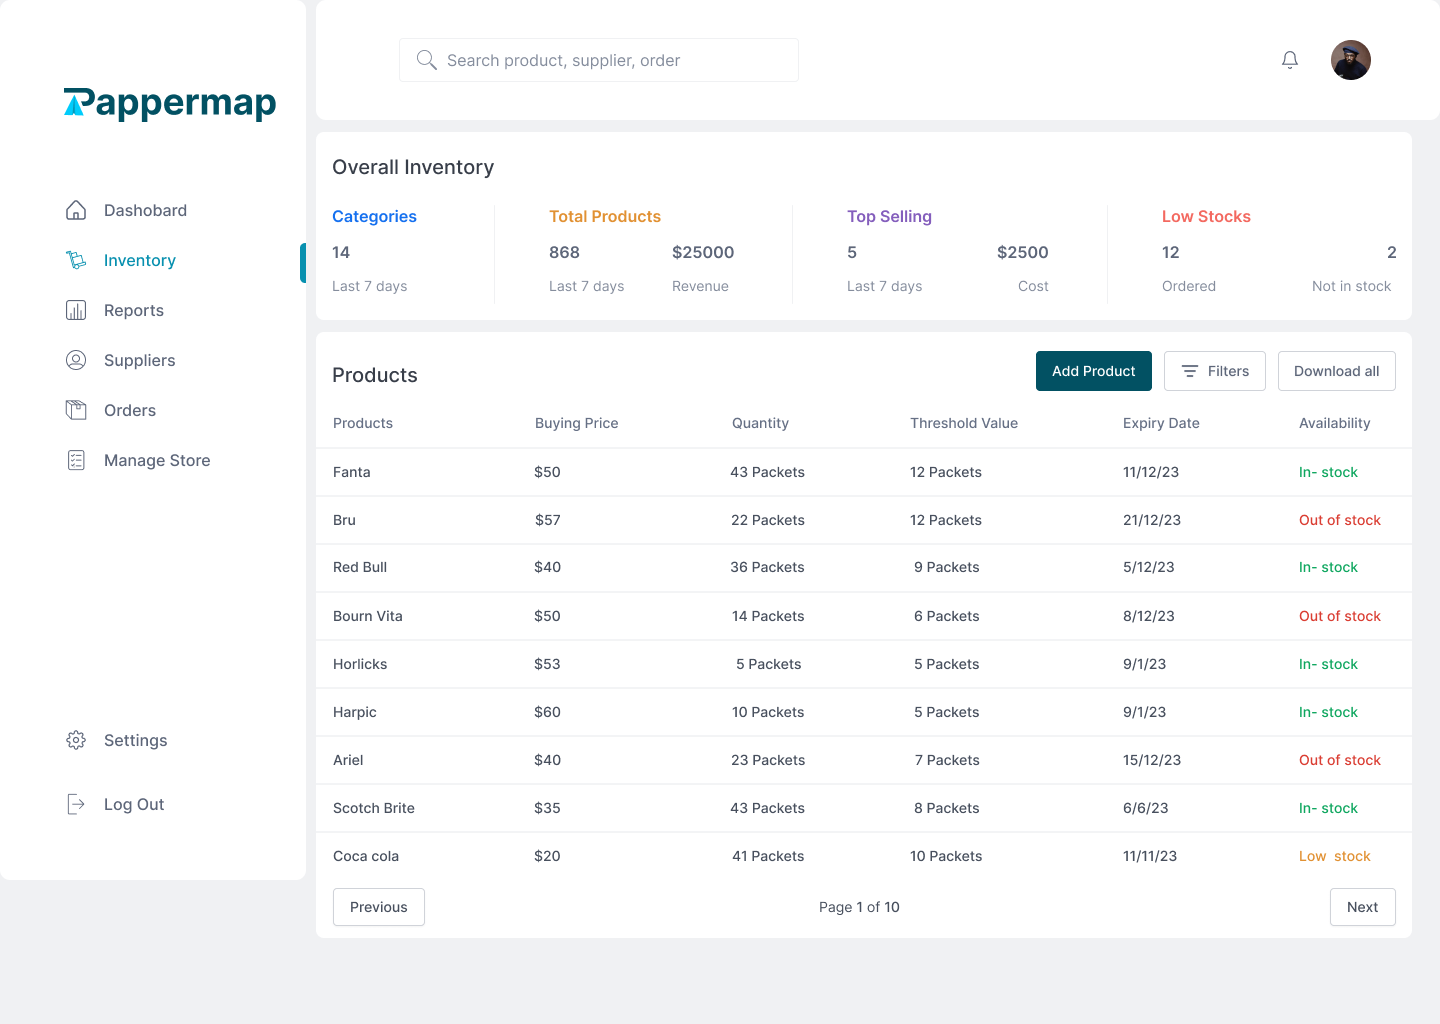 Pappermap
Search product, supplier, order
Dashobard
Inventory
Reports
Suppliers
Orders
Manage Store
Settings
Log Out
Overall Inventory
Categories Total Products Top Selling Low Stocks
14 868 $25000 5 $2500 12 2
Last 7 days Last 7 days Revenue Last 7 days Cost Ordered Not in stock
Products
Add Product Filters Download all
Products Buying Price Quantity Threshold Value Expiry Date Availability
Fanta $50 43 Packets 12 Packets 11/12/23 In- stock
Bru $57 22 Packets 12 Packets 21/12/23 Out of stock
Red Bull $40 36 Packets 9 Packets 5/12/23 In- stock
Bourn Vita $50 14 Packets 6 Packets 8/12/23 Out of stock
Horlicks $53 5 Packets 5 Packets 9/1/23 In- stock
Harpic $60 10 Packets 5 Packets 9/1/23 In- stock
Ariel $40 23 Packets 7 Packets 15/12/23 Out of stock
Scotch Brite $35 43 Packets 8 Packets 6/6/23 In- stock
Coca cola $20 41 Packets 10 Packets 11/11/23 Low  stock
Previous Page 1 of 10 Next